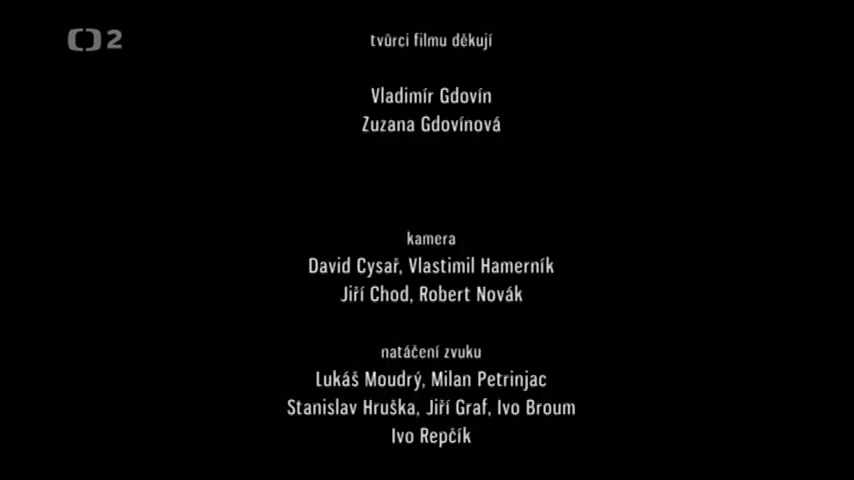 2
tvůrci filmu děkují
Vladimír Gdovín
Zuzana Gdovínová
kamera
David Cysař, Vlastimil Hamerník
Jiří Chod, Robert Novák
natáčení zvuku
Lukáš Moudrý, Milan Petrinjac
Stanislav Hruška, Jiří Graf, Ivo Broum
Ivo Repčík